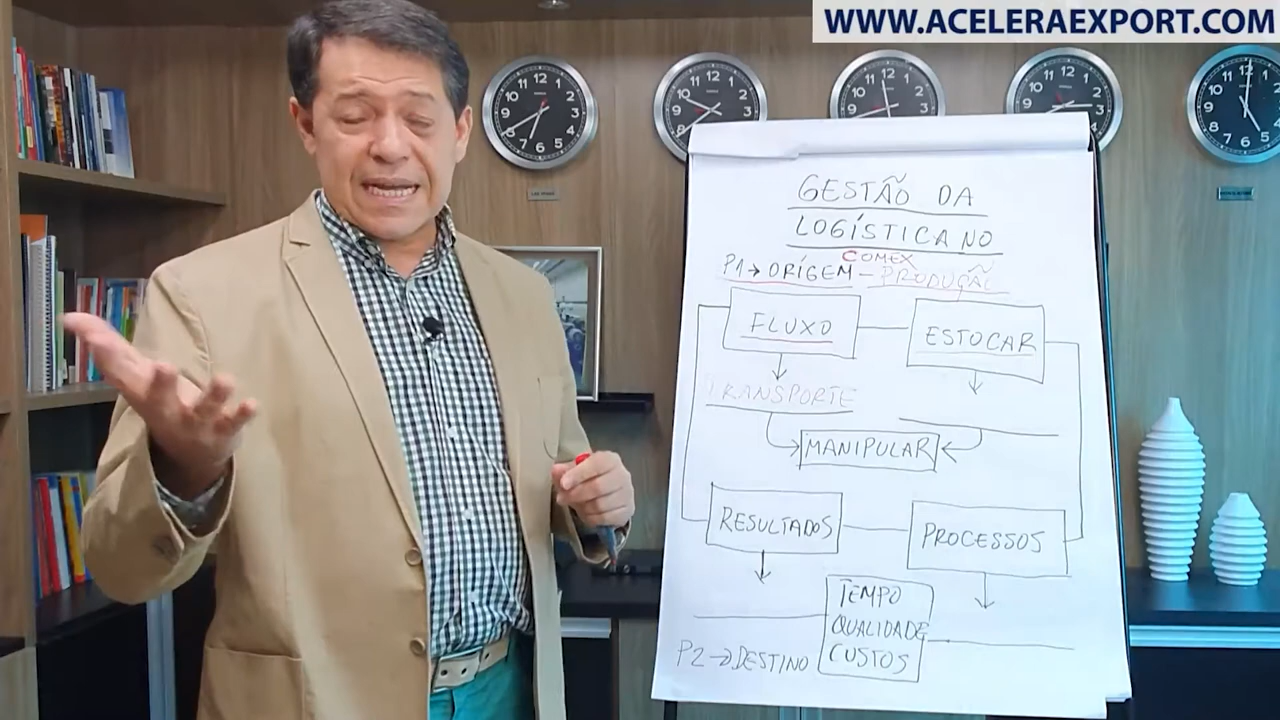 WWW.ACELERAEXPORT.COM
GESTÃO DA
LOGÍSTICA NO
COMEX
P1→ ORÍGEM – PRODUÇÃO
FLUXO
ESTOCAR
TRANSPORTE
MANIPULAR
RESULTADOS
PROCESSOS
TEMPO
QUALIDADE
CUSTOS
P2→DESTINO